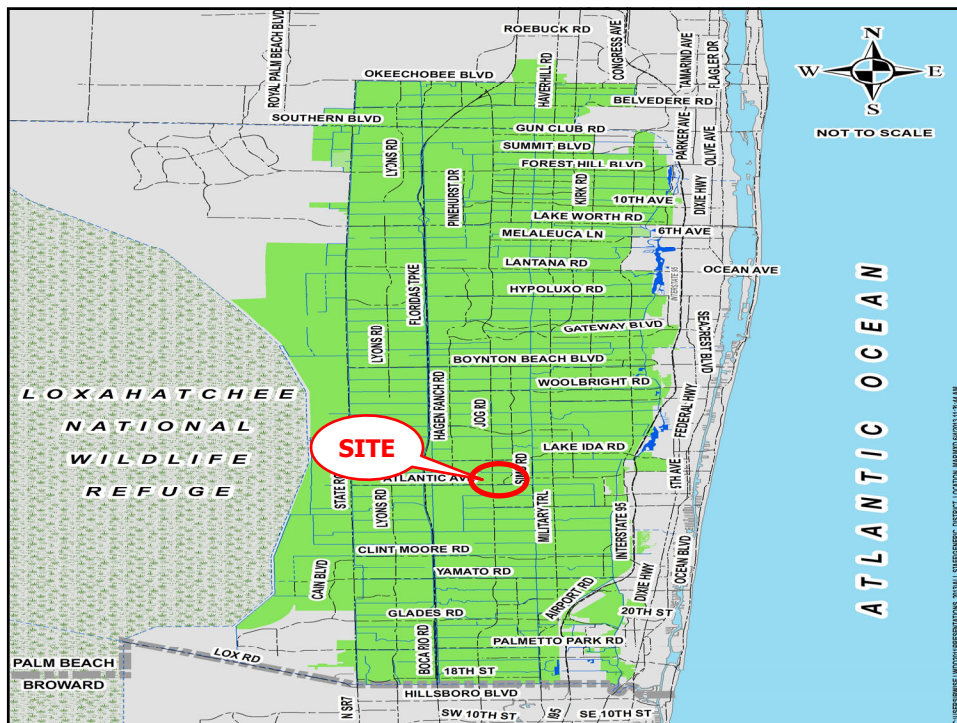 ROEBUCK RD
ROYAL PALM BEACH BLVD
CONGRESS AVE
TAMARIND AVE
FLAGLER DR
HAVERHILL RD
OKEECHOBEE BLVD
BELVEDERE RD
SOUTHERN BLVD
GUN CLUB RD
SUMMIT BLVD
PARKER AVE
OLIVE AVE
LYONS RD
FOREST HILL BLVD
PINEHURST DR
KIRK RD
10TH AVE
DIXIE HWY
LAKE WORTH RD
MELALEUCA LN
6TH AVE
LANTANA RD
OCEAN AVE
INTERSTATE 95
FLORIDAS TPKE
HYPOLUXO RD
GATEWAY BLVD
SEACREST BLVD
LYONS RD
BOYNTON BEACH BLVD
WOOLBRIGHT RD
HAGEN RANCH RD
JOG RD
FEDERAL HWY
LAKE IDA RD
SITE
SIMS RD
ATLANTIC AV
STATE R
LYONS RD
MILITARY TRL
INTERSTATE 95
CLINT MOORE RD
YAMATO RD
CAIN BLVD
AIRPORT RD
DIXIE HWY
OCEAN BLVD
GLADES RD
20TH ST
BOCA RIO RD
PALMETTO PARK RD
LOX RD
18TH ST
PALM BEACH
BROWARD
HILLSBORO BLVD
N SR7
SW 10TH ST
I95
SE 10TH ST
LOXAHATCHEE
NATIONAL
WILDLIFE
REFUGE
ATLANTIC OCEAN
N
W
E
S
NOT TO SCALE